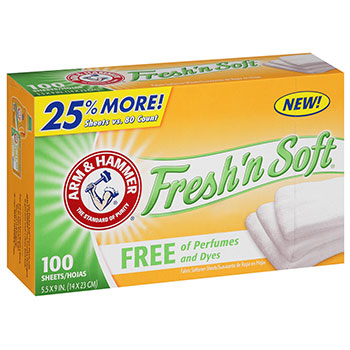 25% MORE!
Sheets vs. 80 Count
NEW!
ARM & HAMMER
THE STANDARD OF PURITY
Fresh'n Soft
FREE of Perfumes
and Dyes
100
SHEETS/HOJAS
5.5 X 9 IN. (14 X 23 CM)